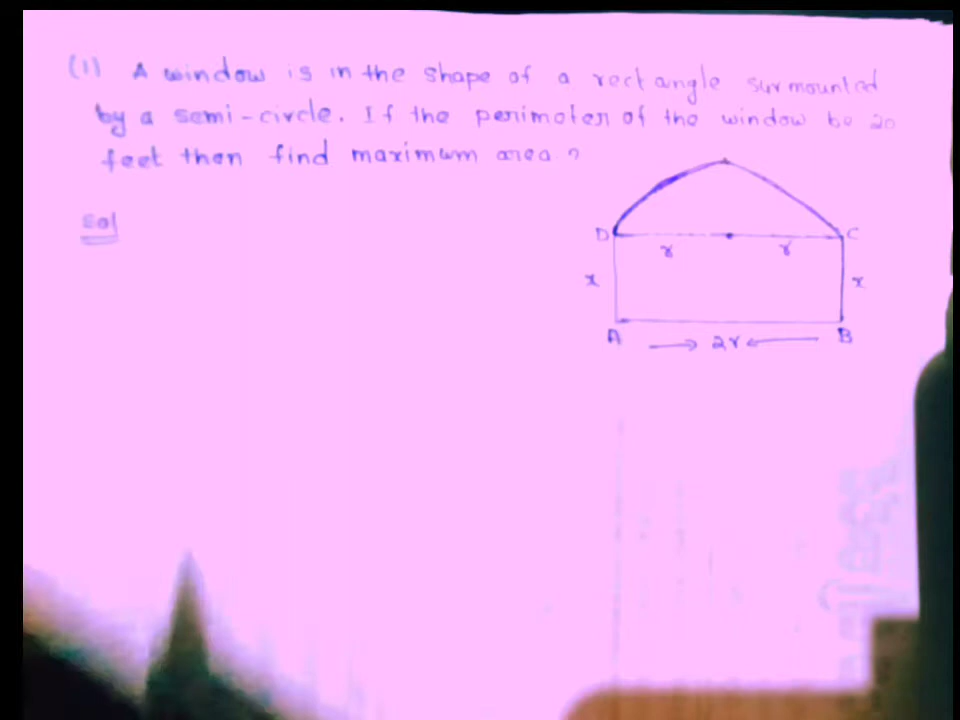 (1) A window is in the shape of a rectangle surmounted
by a semi-circle. If the perimeter of the window be 20
feet then find maximum area ?
Sol
D C
r r
x x
A B
2r